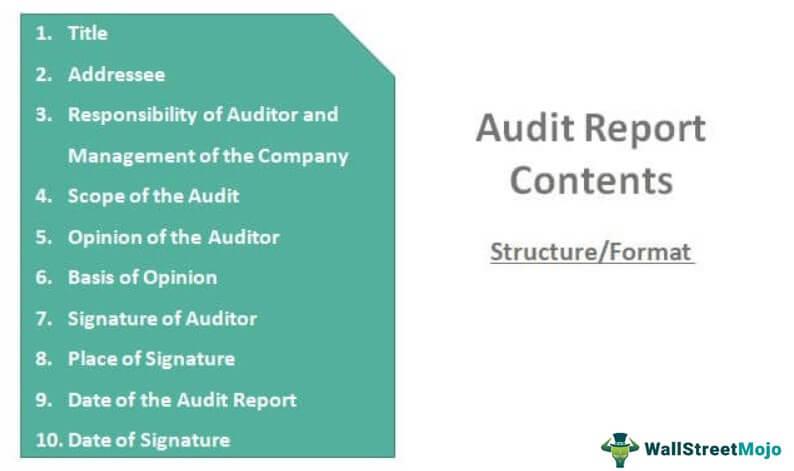 1. Title
2. Addressee
3. Responsibility of Auditor and
Management of the Company
4. Scope of the Audit
5. Opinion of the Auditor
6. Basis of Opinion
7. Signature of Auditor
8. Place of Signature
9. Date of the Audit Report
10. Date of Signature
Audit Report
Contents
Structure/Format
WallStreetMojo